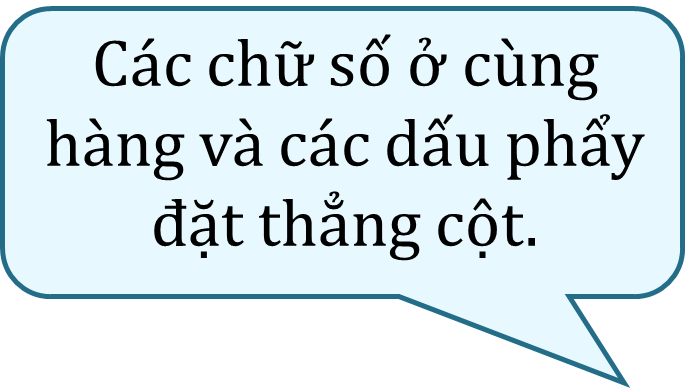 Các chữ số ở cùng
hàng và các dấu phẩy
đặt thẳng cột.